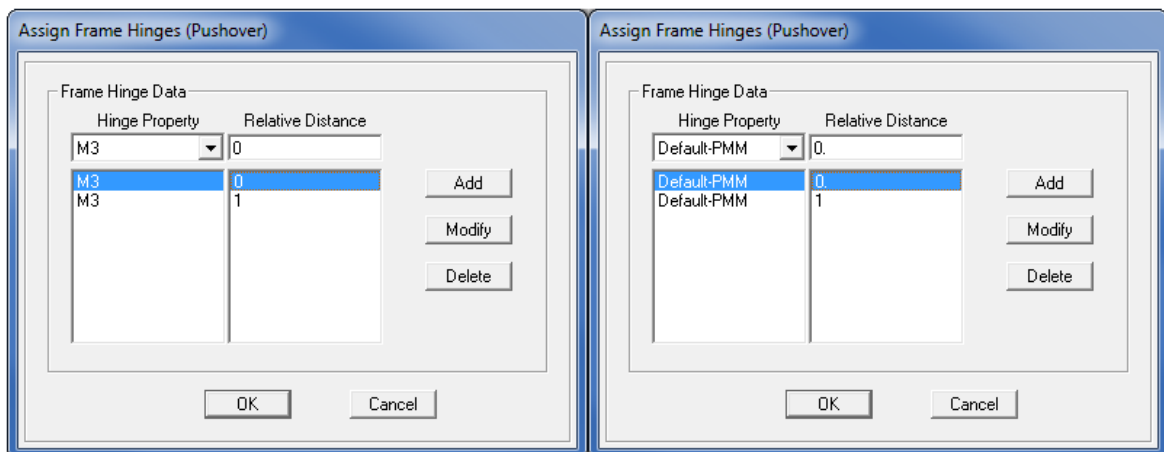 Assign Frame Hinges (Pushover)
Frame Hinge Data
Hinge Property Relative Distance
M3 0
M3 0
M3 1
Add
Modify
Delete
OK Cancel
Assign Frame Hinges (Pushover)
Frame Hinge Data
Hinge Property Relative Distance
Default-PMM 0.
Default-PMM 0.
Default-PMM 1
Add
Modify
Delete
OK Cancel